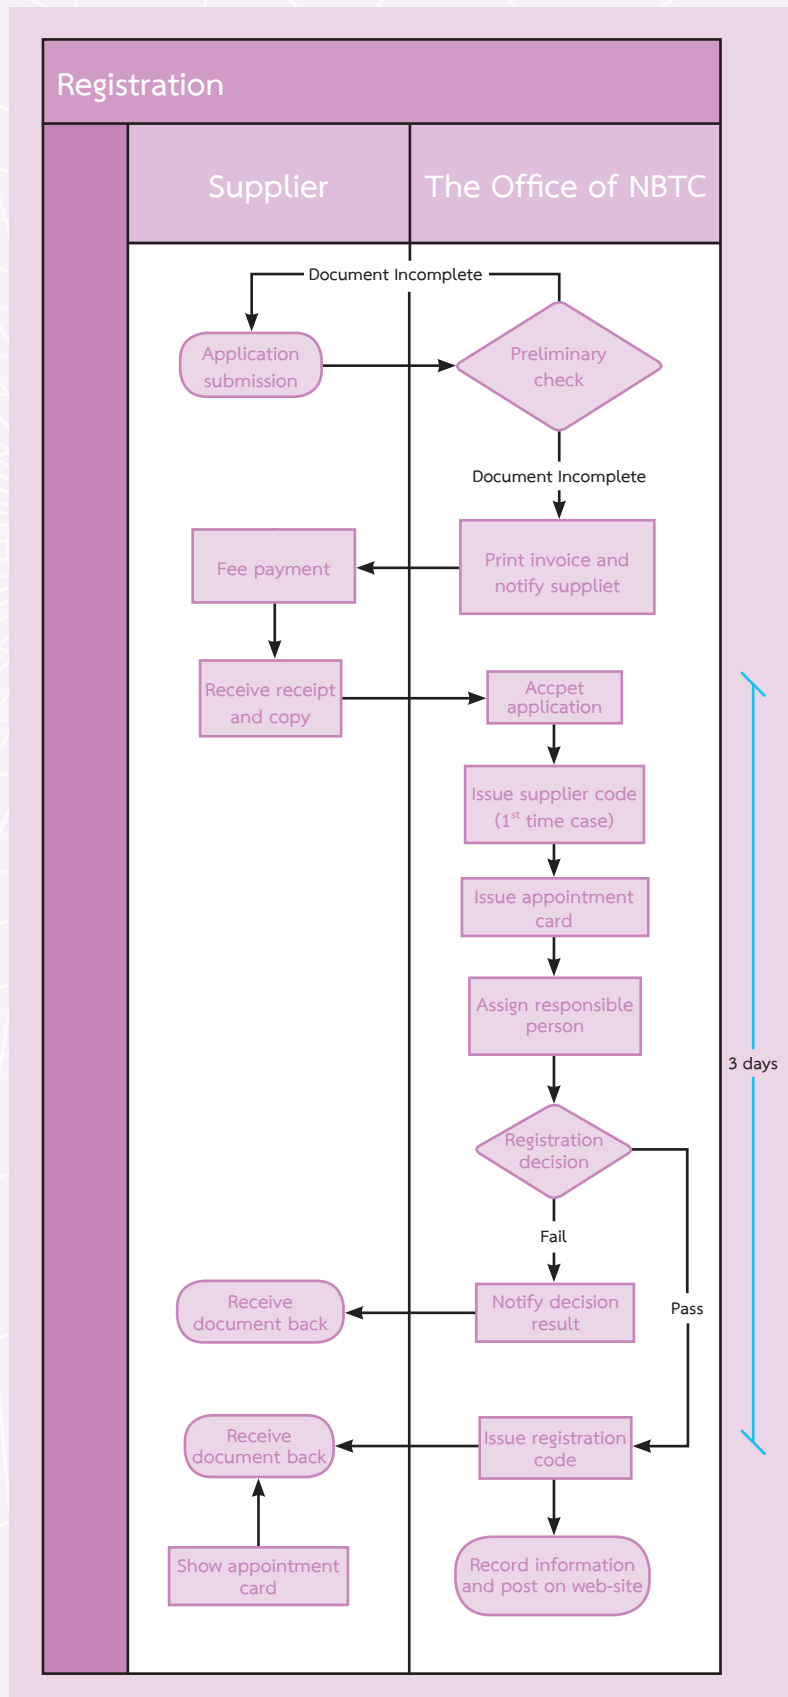 Registration
Supplier
The Office of NBTC
Document Incomplete
Application
submission
Preliminary
check
Document Incomplete
Fee payment
Print invoice and
notify suppliet
Receive receipt
and copy
Accpet
application
Issue supplier code
(1st time case)
Issue appointment
card
Assign responsible
person
3 days
Registration
decision
Fail
Receive
document back
Notify decision
result
Pass
Receive
document back
Issue registration
code
Show appointment
card
Record information
and post on web-site